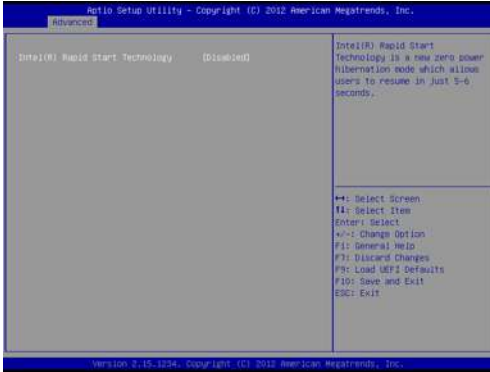 Aptio Setup Utility – Copyright (C) 2012 American Megatrends, Inc.
Advanced
Intel(R) Rapid Start Technology [Disabled]
Intel(R) Rapid Start
Technology is a new zero power
hibernation mode which allows
users to resume in just 5-6
seconds.
→←: Select Screen
↑↓: Select Item
Enter: Select
+/-: Change Option
F1: General Help
F7: Discard Changes
F9: Load UEFI Defaults
F10: Save and Exit
ESC: Exit
Version 2.15.1234. Copyright (C) 2012 American Megatrends, Inc.